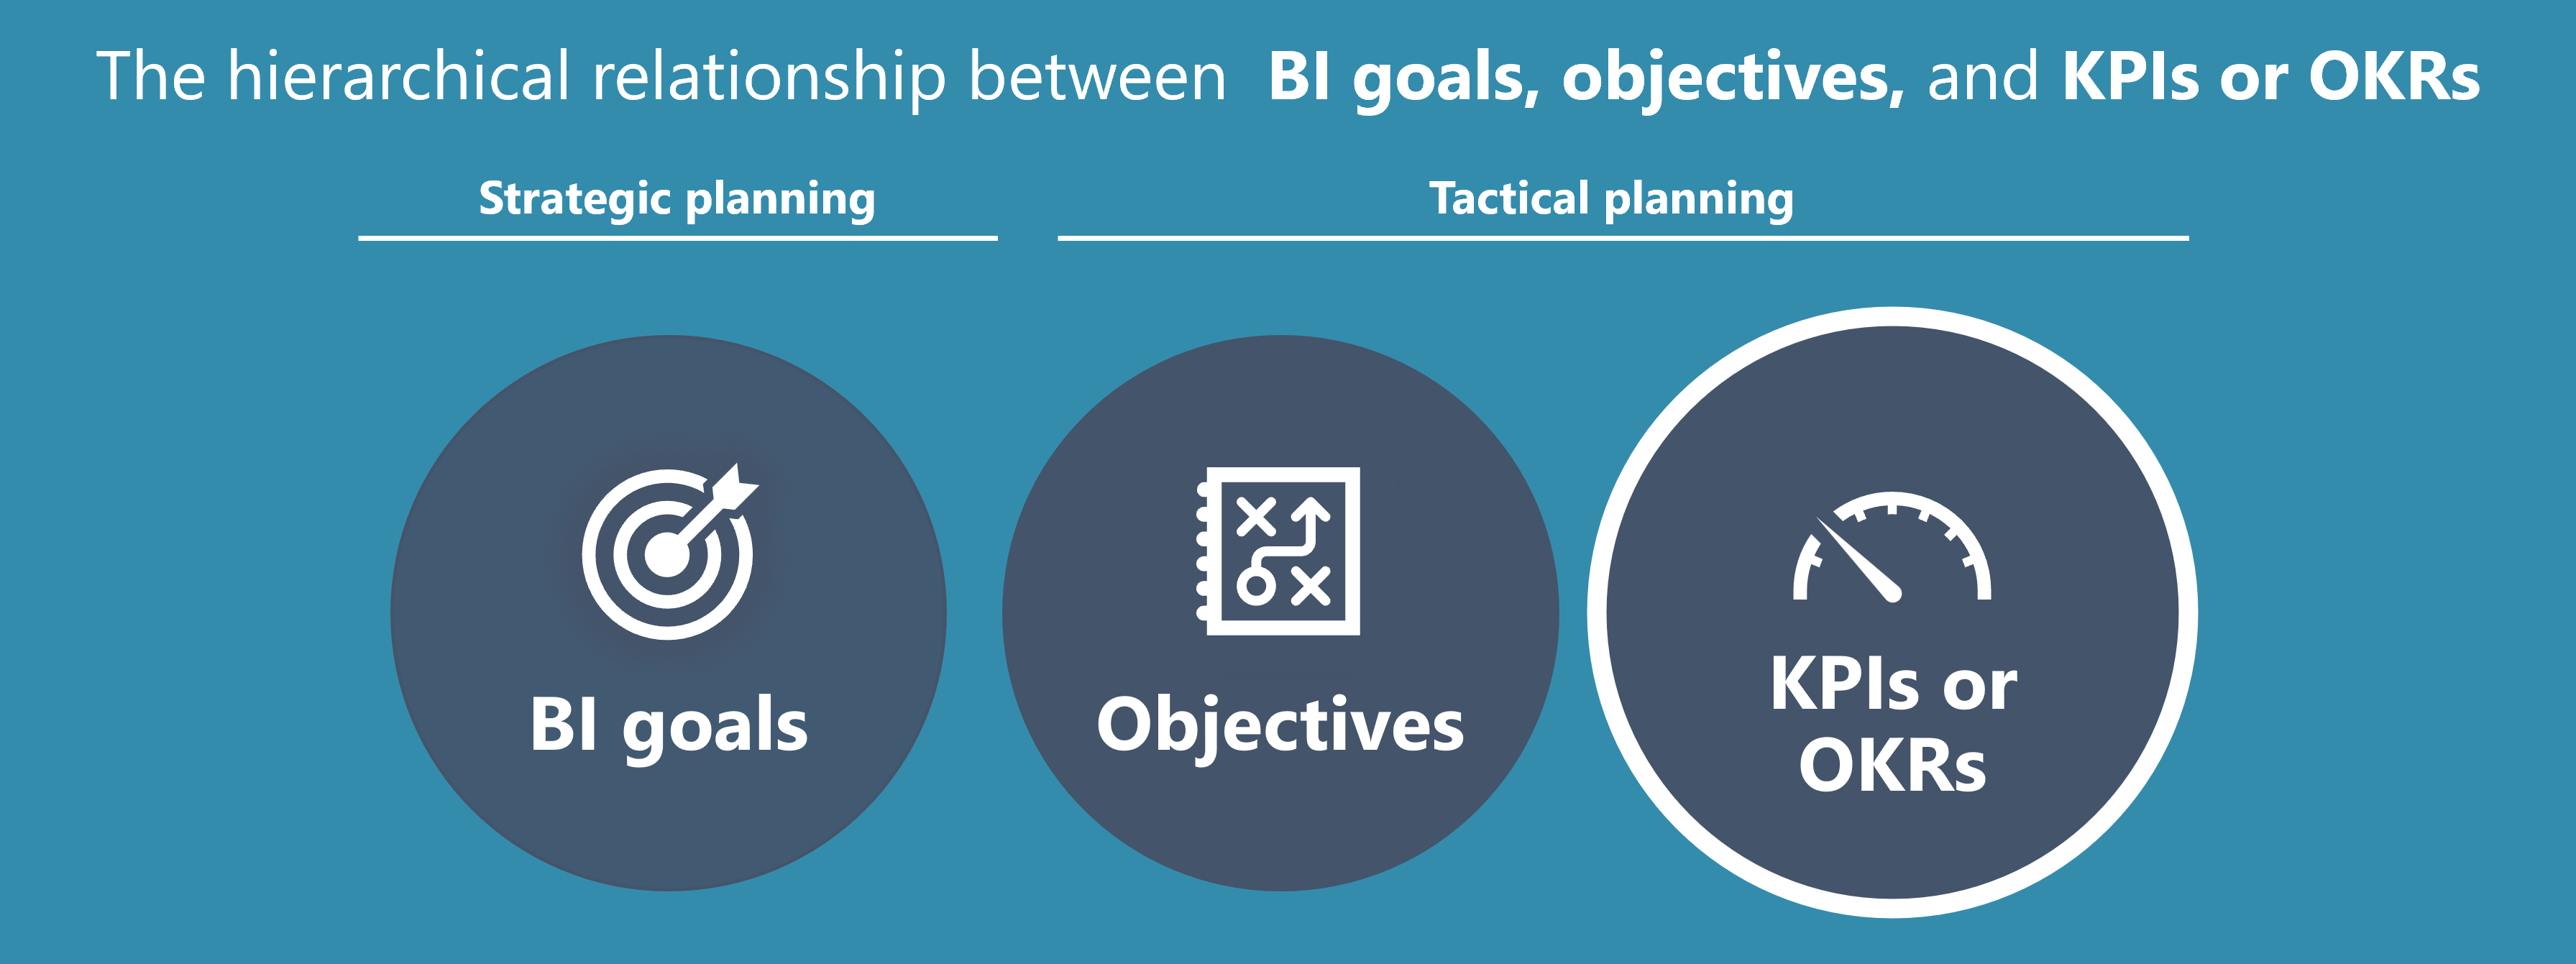 The hierarchical relationship between BI goals, objectives, and KPIs or OKRs
Strategic planning
Tactical planning
BI goals
Objectives
KPIs or
OKRs